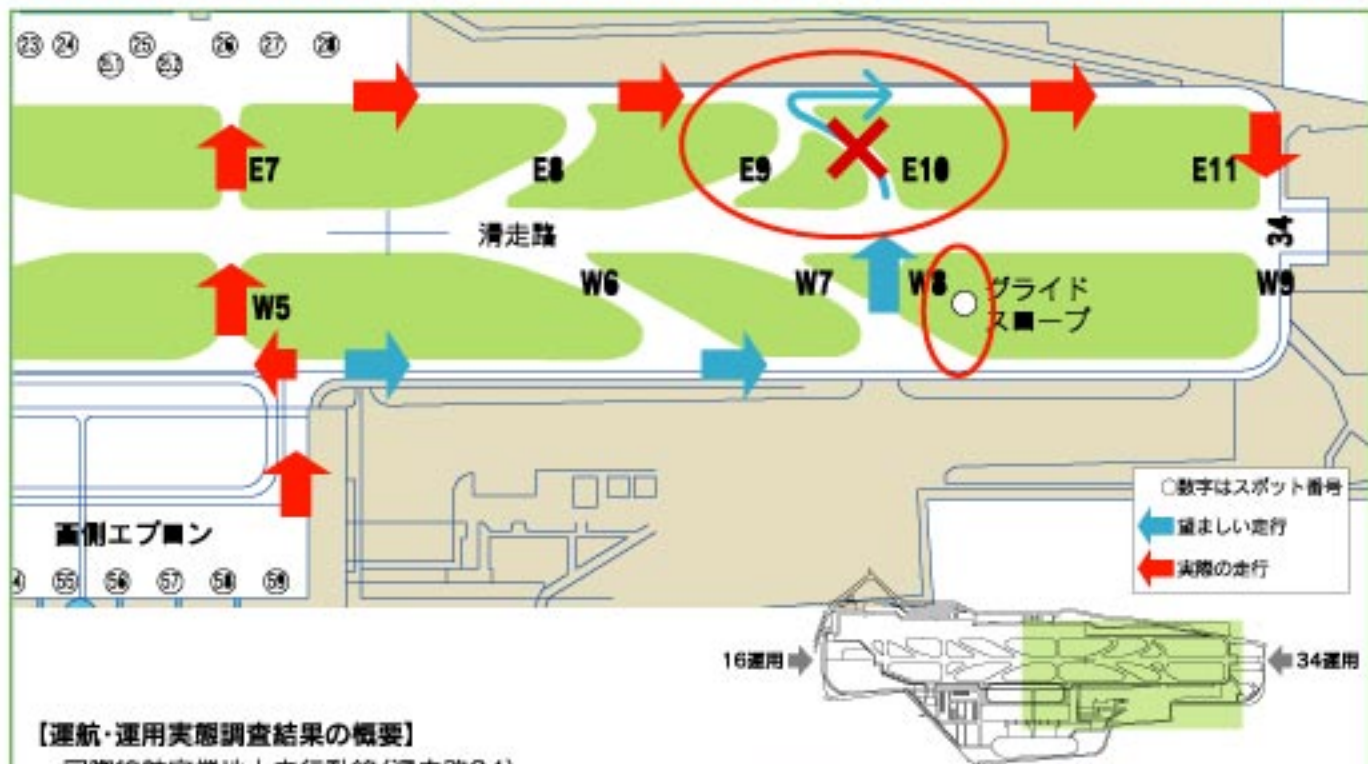 ㉓ ㉔ ㉕ ㉖ ㉗ ㉘
E7
E8
E9
E10
E11
滑走路
34
W5
W6
W7
W8
W9
グライド
スロープ
西側エプロン
55 56 57 58 59
○数字はスポット番号
望ましい走行
実際の走行
16運用
34運用
【運航・運用実態調査結果の概要】